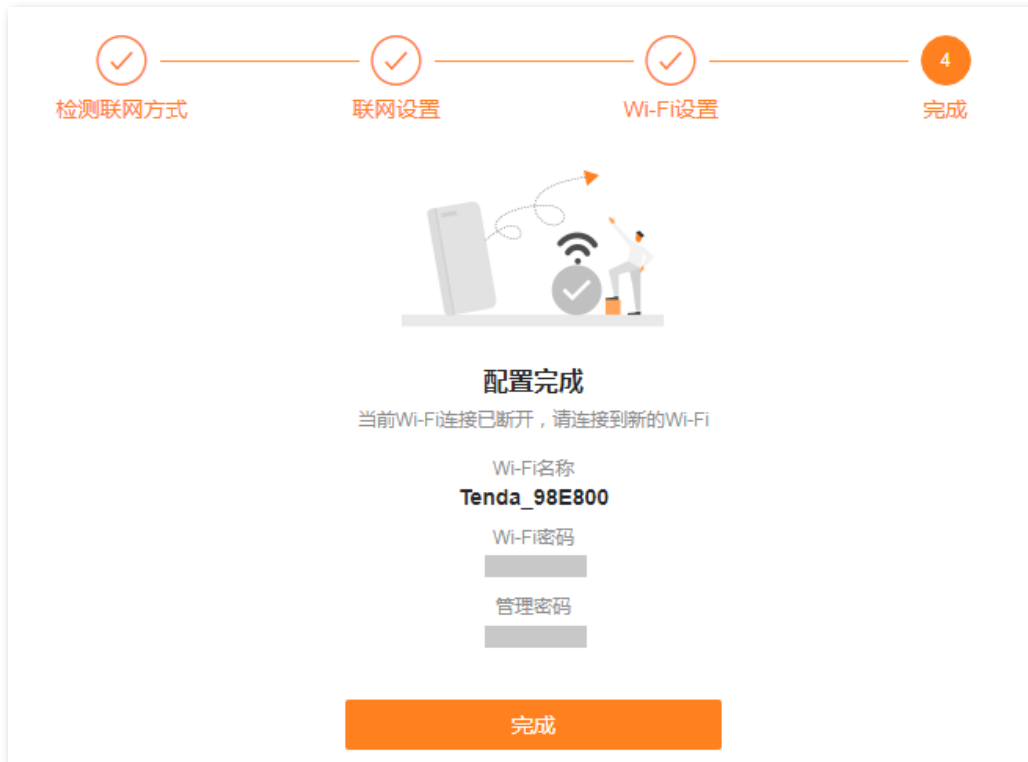 4
检测联网方式
联网设置
Wi-Fi设置
完成
配置完成
当前Wi-Fi连接已断开，请连接到新的Wi-Fi
Wi-Fi名称
Tenda_98E800
Wi-Fi密码
管理密码
完成